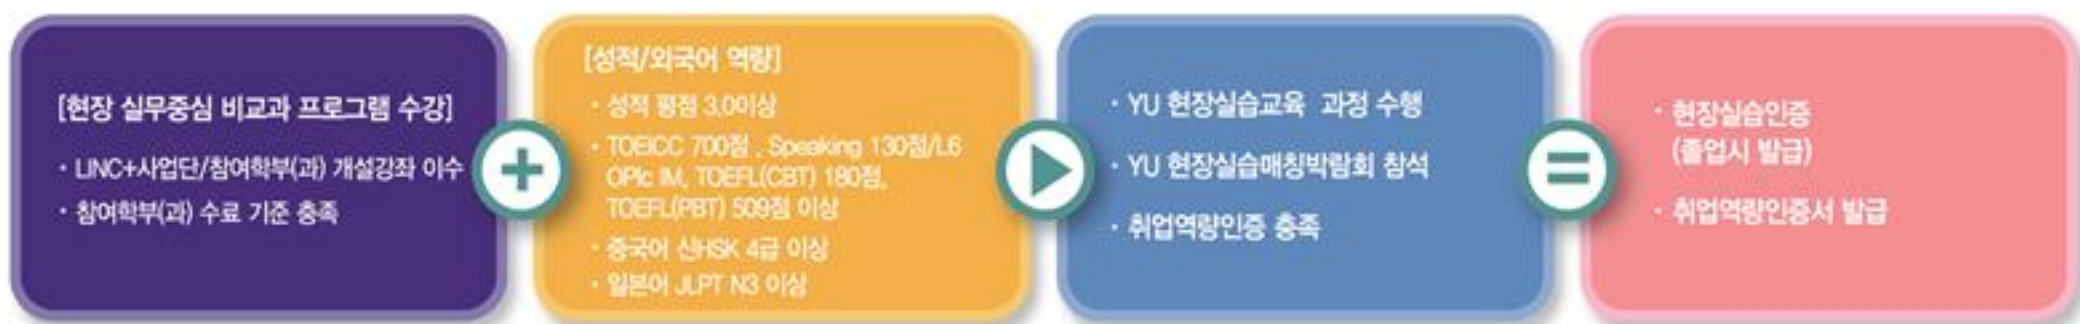 [현장 실무중심 비교과 프로그램 수강]
· LINC+사업단/참여학부(과) 개설강좌 이수
· 참여학부(과) 수료 기준 충족
[성적/외국어 역량]
· 성적 평점 3.0이상
· TOEICC 700점 , Speaking 130점/L6
OPIc IM, TOEFL(CBT) 180점,
TOEFL(PBT) 509점 이상
· 중국어 신HSK 4급 이상
· 일본어 JLPT N3 이상
· YU 현장실습교육 과정 수행
· YU 현장실습매칭박람회 참석
· 취업역량인증 충족
· 현장실습인증
(졸업시 발급)
· 취업역량인증서 발급